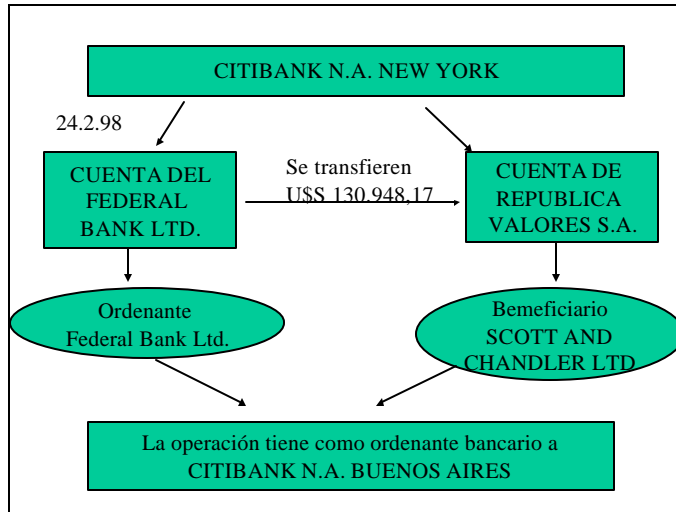 CITIBANK N.A. NEW YORK
24.2.98
CUENTA DEL
FEDERAL
BANK LTD.
Se transfieren
U$S 130.948,17
CUENTA DE
REPUBLICA
VALORES S.A.
Ordenante
Federal Bank Ltd.
Bemeficiario
SCOTT AND
CHANDLER LTD
La operación tiene como ordenante bancario a
CITIBANK N.A. BUENOS AIRES